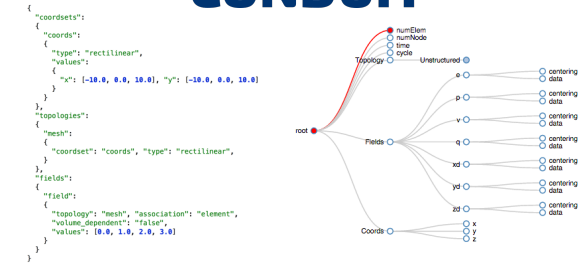 CONDUIT
{
"coordsets":
{
"coords":
{
"type": "rectilinear",
"values":
{
"x": [-10.0, 0.0, 10.0], "y": [-10.0, 0.0, 10.0]
}
}
},
"topologies":
{
"mesh":
{
"coordset": "coords", "type": "rectilinear",
}
},
"fields":
{
"field":
{
"topology": "mesh", "association": "element",
"volume_dependent": "false",
"values": [0.0, 1.0, 2.0, 3.0]
}
}
}
root
numElem
numNode
time
cycle
Topology
Unstructured
Fields
e
centering
data
p
centering
data
v
centering
data
q
centering
data
xd
centering
data
yd
centering
data
zd
centering
data
Coords
x
y
z